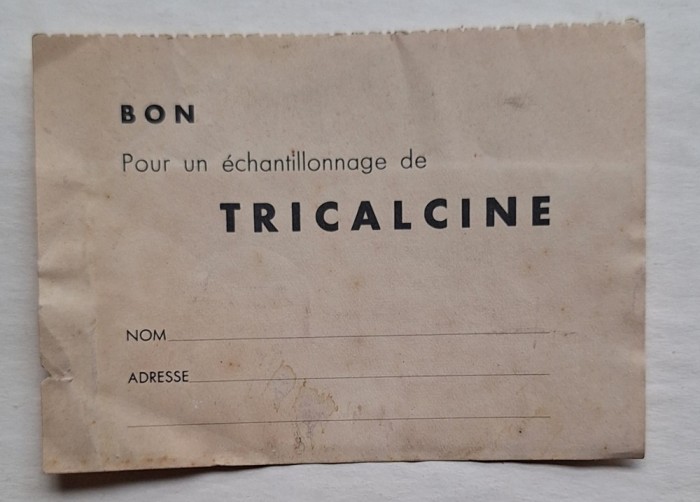 BON
Pour un échantillonnage de
TRICALCINE
NOM
ADRESSE